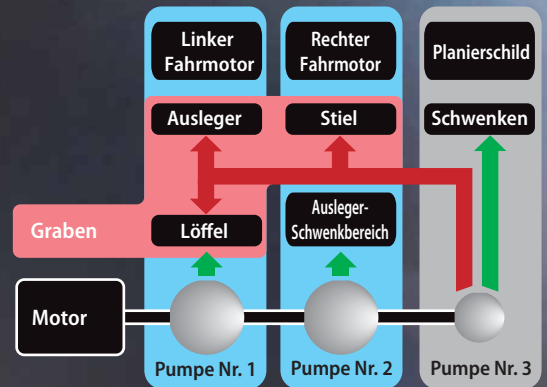 Linker
Fahrmotor
Rechter
Fahrmotor
Planierschild
Ausleger
Stiel
Schwenken
Graben
Löffel
Ausleger-
Schwenkbereich
Motor
Pumpe Nr. 1
Pumpe Nr. 2
Pumpe Nr. 3